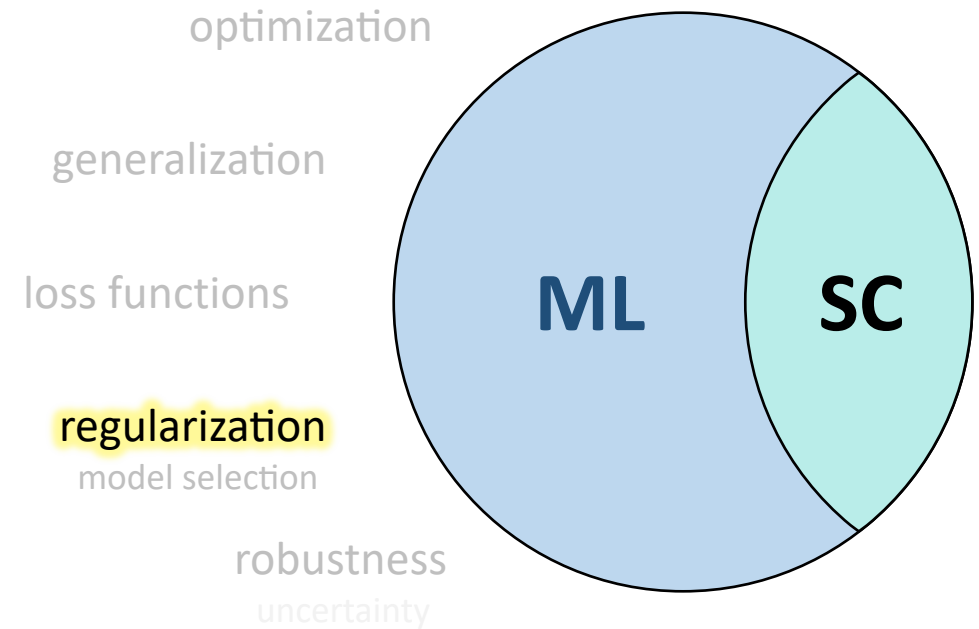 optimization
generalization
loss functions
ML
SC
regularization
model selection
robustness
uncertainty